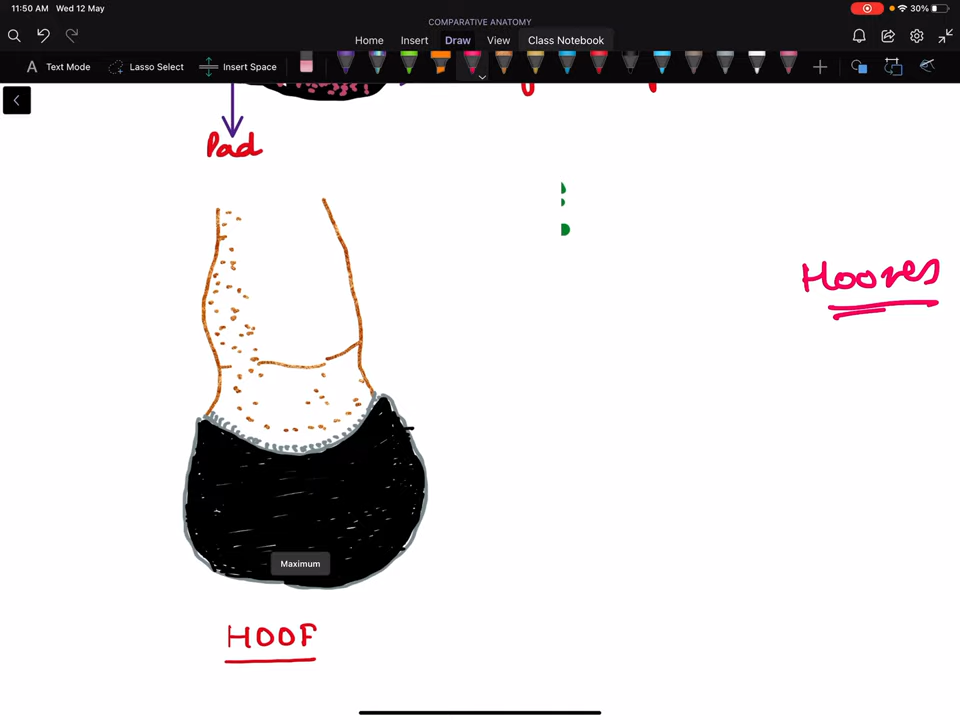 11:50 AM Wed 12 May
30%
COMPARATIVE ANATOMY
Home Insert Draw View Class Notebook
Text Mode Lasso Select Insert Space
Pad
Hooves
Maximum
HOOF